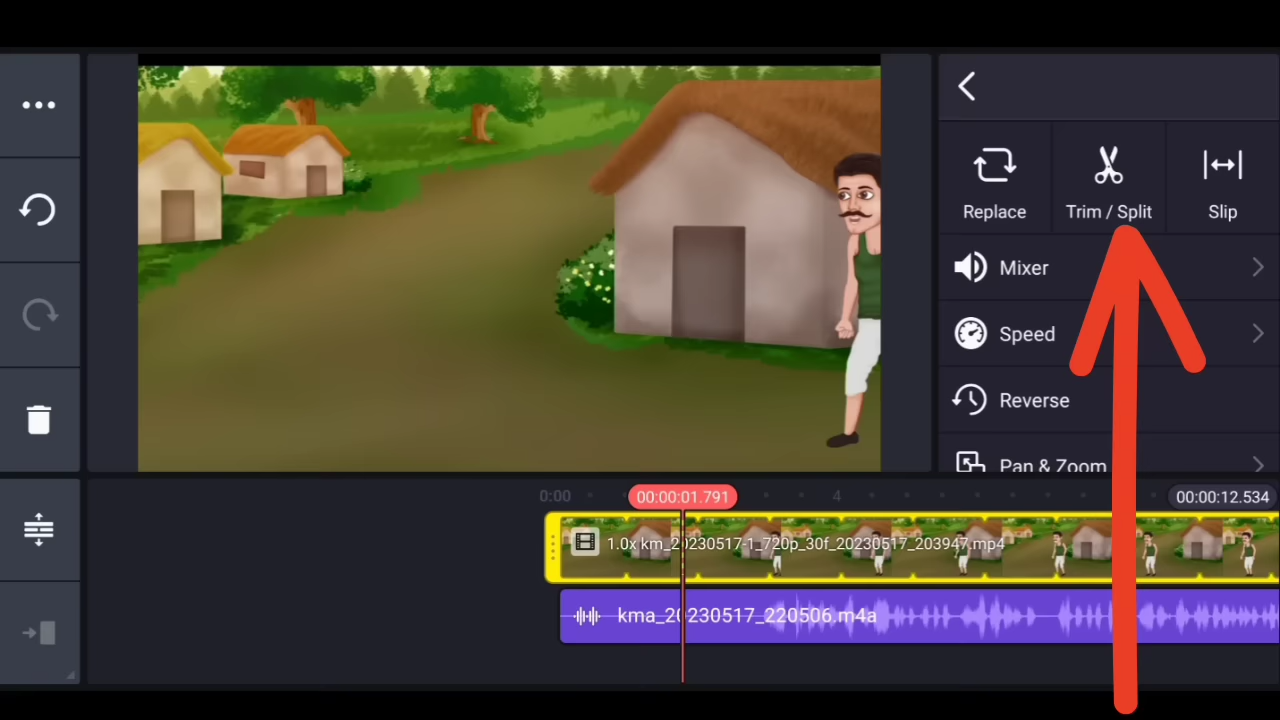 Replace
Trim / Split
Slip
Mixer
Speed
Reverse
Pan & Zoom
0:00
00:00:01.791
4
00:00:12.534
1.0x km_20230517-1_720p_30f_20230517_203947.mp4
kma_20230517_220506.m4a